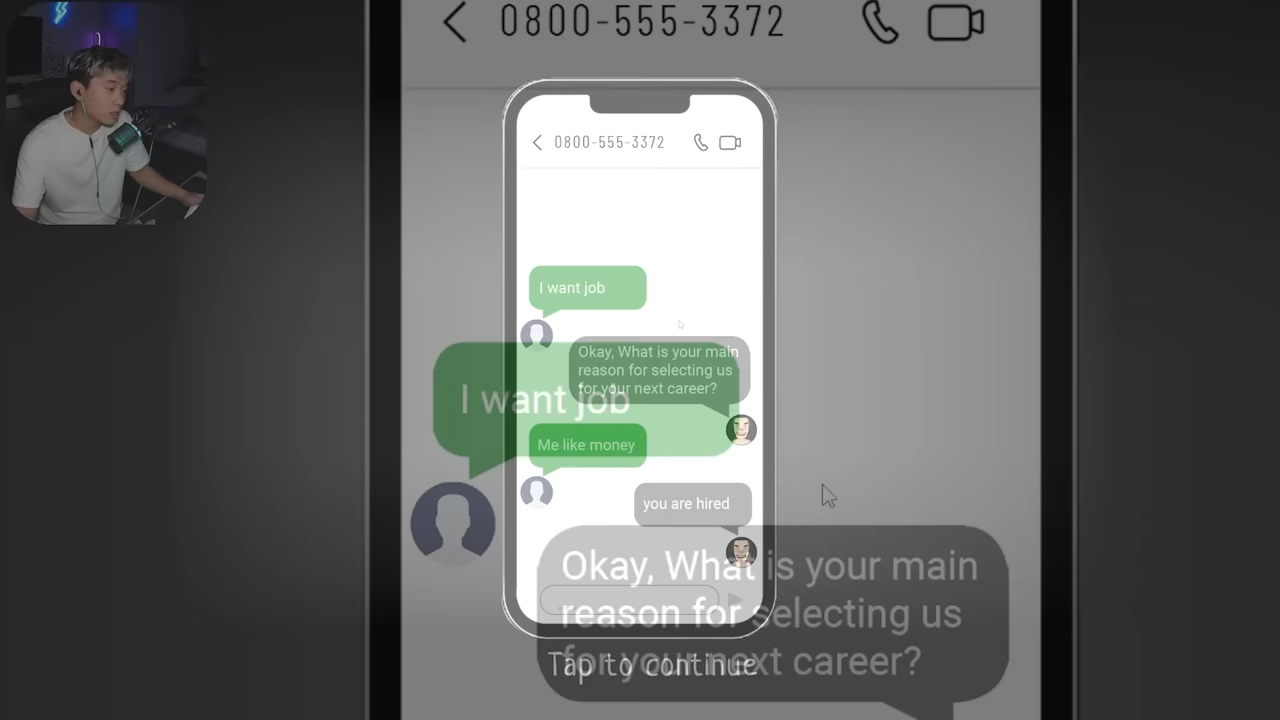 0800-555-3372
0800-555-3372
I want job
Okay, What is your main
reason for selecting us
for your next career?
I want job
Me like money
you are hired
Okay, What is your main
reason for selecting us
for your next career?
Tap to continue